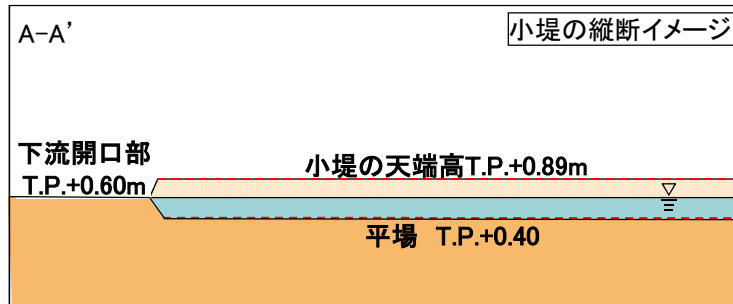 A-A’
小堤の縦断イメージ
下流開口部
T.P.+0.60m
小堤の天端高T.P.+0.89m
平場 T.P.+0.40